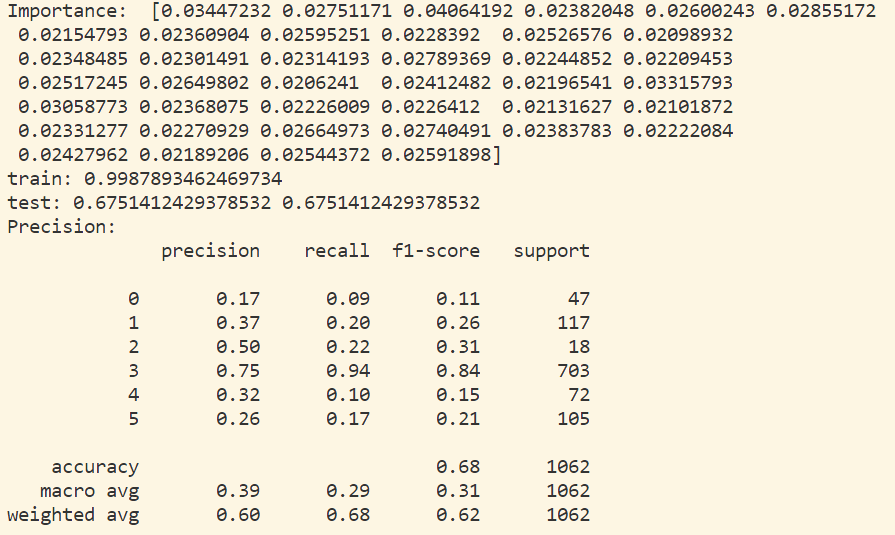 Importance:  [0.03447232 0.02751171 0.04064192 0.02382048 0.02600243 0.02855172
 0.02154793 0.02360904 0.02595251 0.0228392  0.02526576 0.02098932
 0.02348485 0.02301491 0.02314193 0.02789369 0.02244852 0.02209453
 0.02517245 0.02649802 0.0206241  0.02412482 0.02196541 0.03315793
 0.03058773 0.02368075 0.02226009 0.0226412  0.02131627 0.02101872
 0.02331277 0.02270929 0.02664973 0.02740491 0.02383783 0.02222084
 0.02427962 0.02189206 0.02544372 0.02591898]
train: 0.9987893462469734
test: 0.6751412429378532 0.6751412429378532
Precision:
              precision    recall  f1-score   support
           0       0.17      0.09      0.11        47
           1       0.37      0.20      0.26       117
           2       0.50      0.22      0.31        18
           3       0.75      0.94      0.84       703
           4       0.32      0.10      0.15        72
           5       0.26      0.17      0.21       105
    accuracy                           0.68      1062
   macro avg       0.39      0.29      0.31      1062
weighted avg       0.60      0.68      0.62      1062